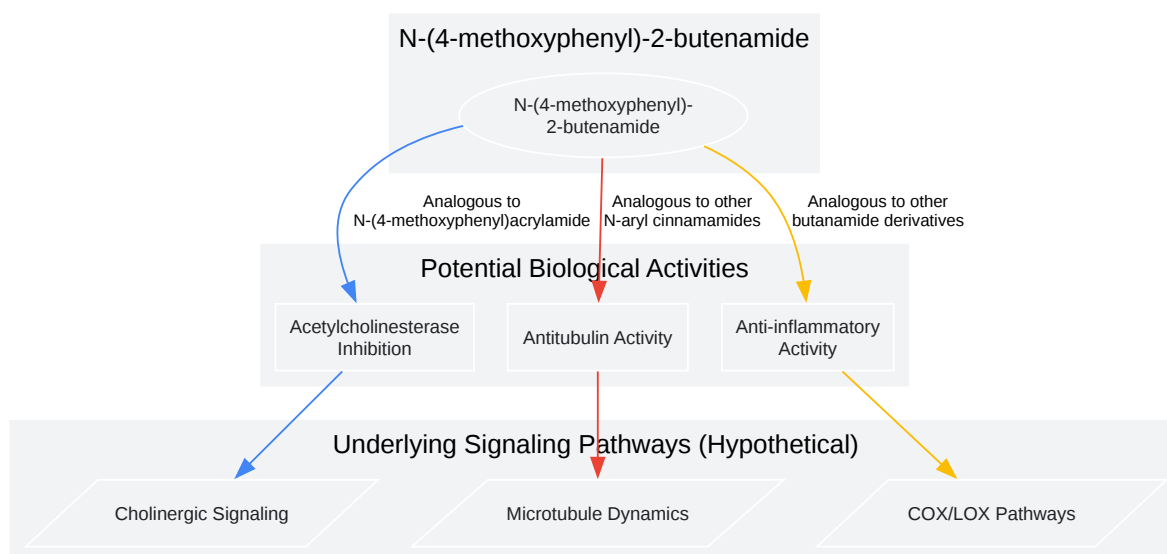 N-(4-methoxyphenyl)-2-butenamide
N-(4-methoxyphenyl)-
2-butenamide
Analogous to
N-(4-methoxyphenyl)acrylamide
Analogous to other
N-aryl cinnamamides
Analogous to other
butanamide derivatives
Potential Biological Activities
Acetylcholinesterase
Inhibition
Antitubulin Activity
Anti-inflammatory
Activity
Underlying Signaling Pathways (Hypothetical)
Cholinergic Signaling
Microtubule Dynamics
COX/LOX Pathways